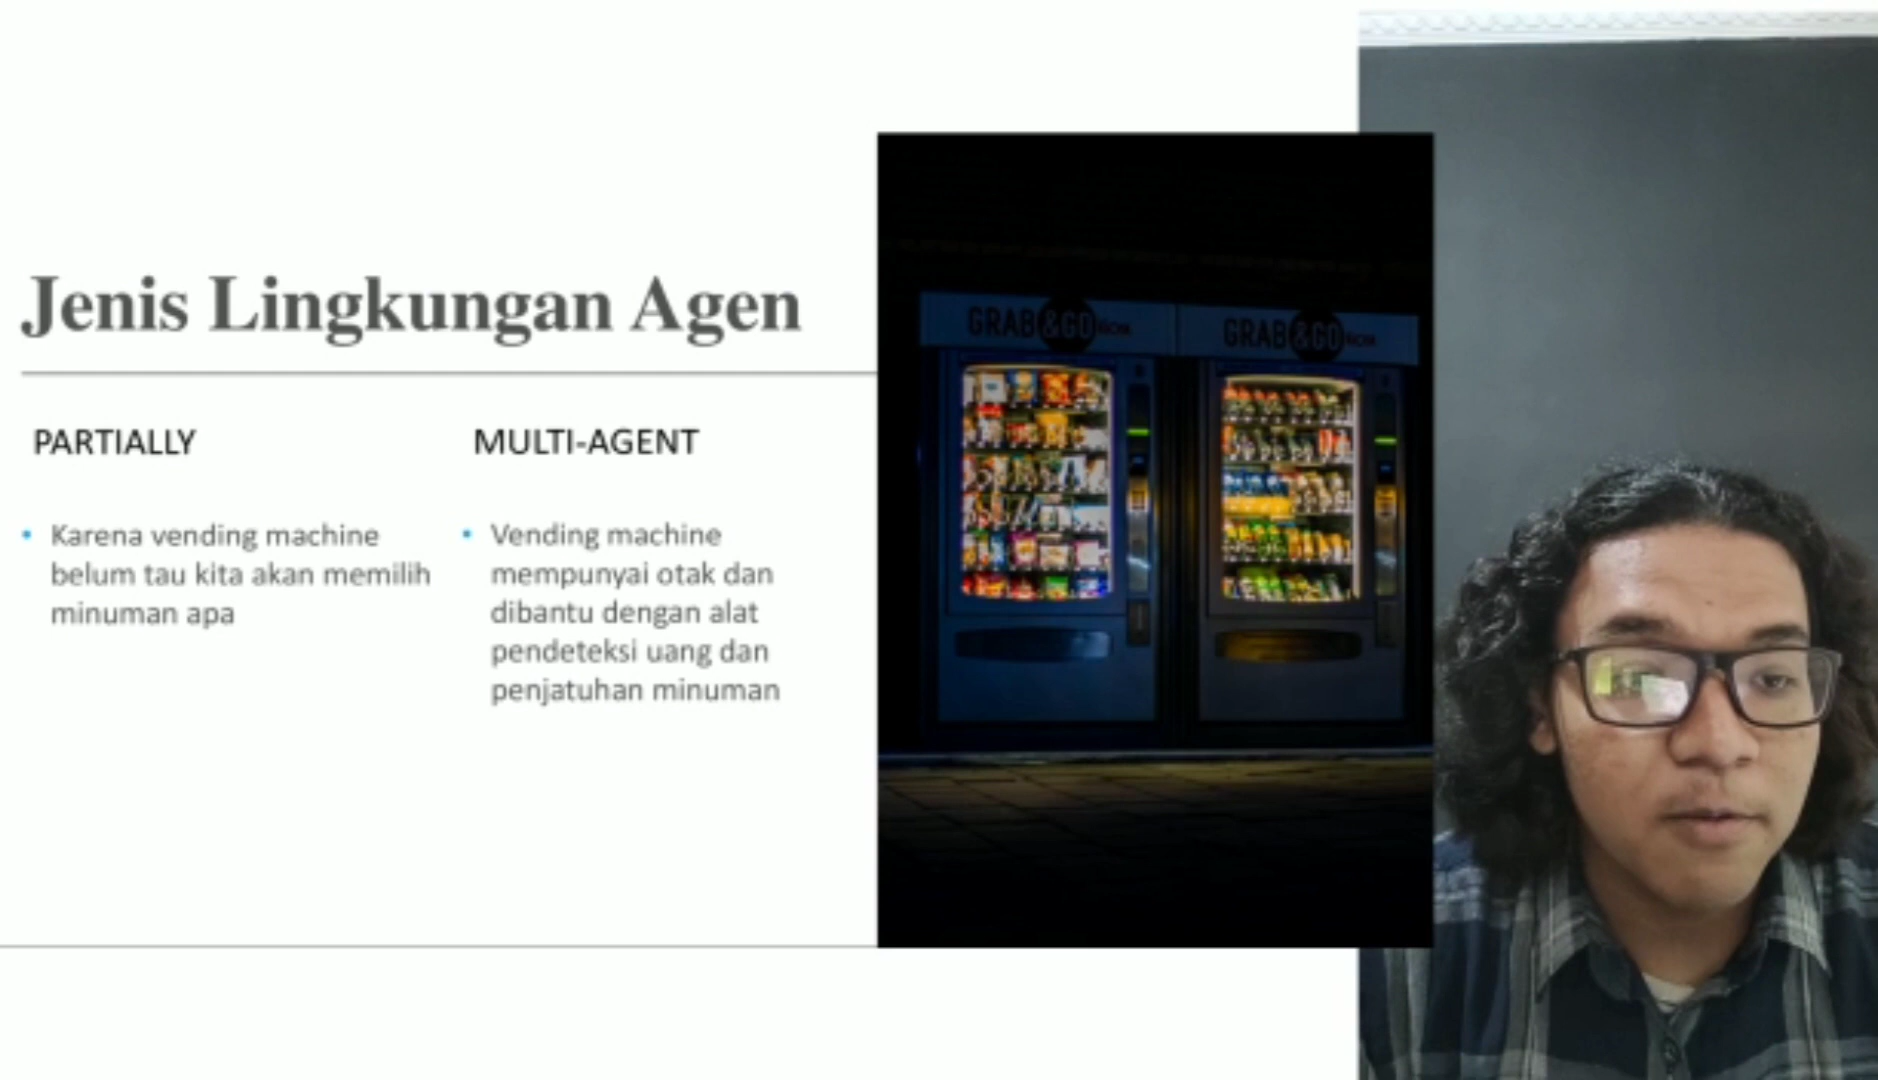 Jenis Lingkungan Agen
PARTIALLY
• Karena vending machine
belum tau kita akan memilih
minuman apa
MULTI-AGENT
• Vending machine
mempunyai otak dan
dibantu dengan alat
pendeteksi uang dan
penjatuhan minuman
GRAB &GO
GRAB &GO